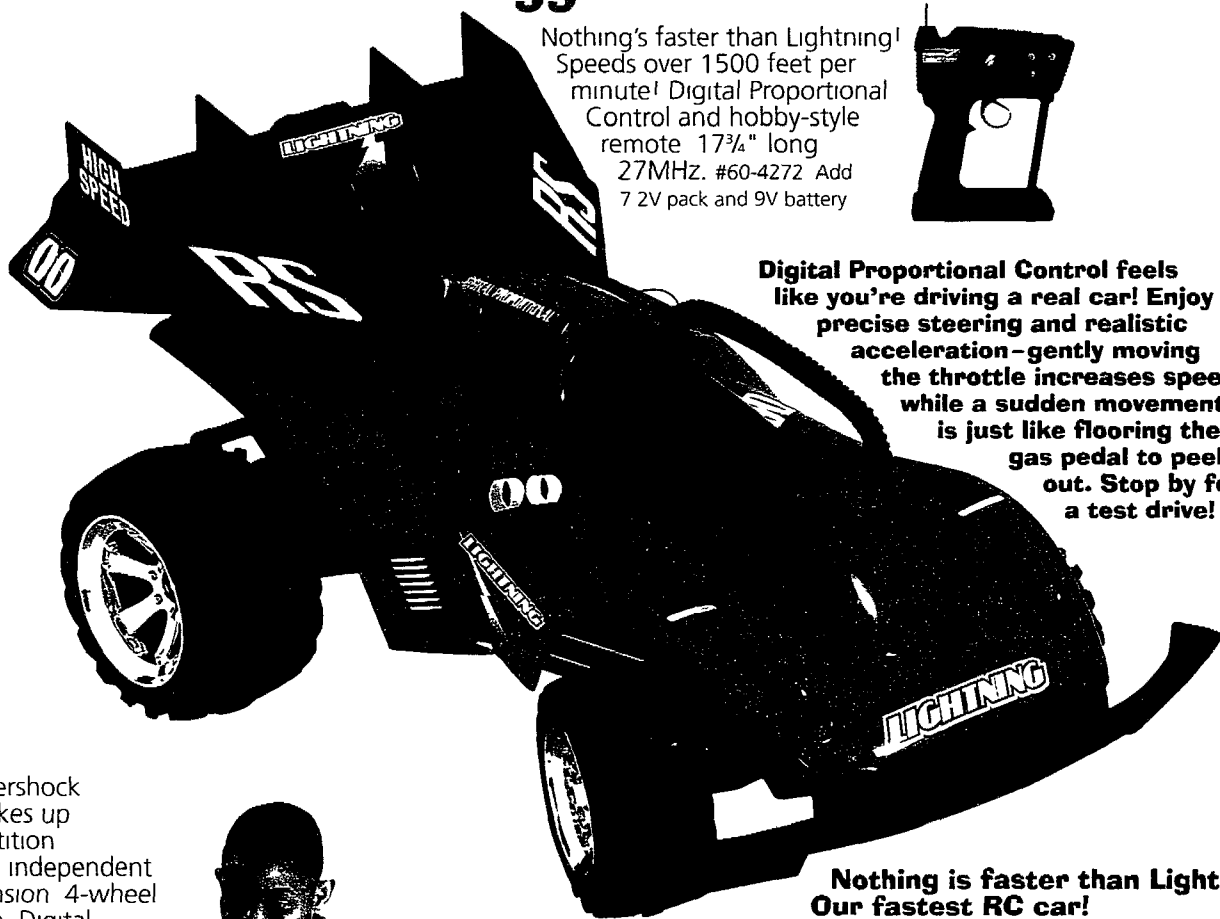 Nothing's faster than Lightning!
Speeds over 1500 feet per
minute! Digital Proportional
Control and hobby-style
remote 17¾" long
27MHz. #60-4272 Add
7 2V pack and 9V battery
Digital Proportional Control feels
like you're driving a real car! Enjoy
precise steering and realistic
acceleration–gently moving
the throttle increases
while a sudden movement
is just like flooring the
gas pedal to peel
out. Stop by
a test drive!
LIGHTNING
HIGH
SPEED
00
RS
RS
DIGITAL PROPORTIONAL
00
LIGHTNING
LIGHTNING
ershock
kes up
tition
independent
nsion 4-wheel
Digital
Nothing is faster than Light
Our fastest RC car!